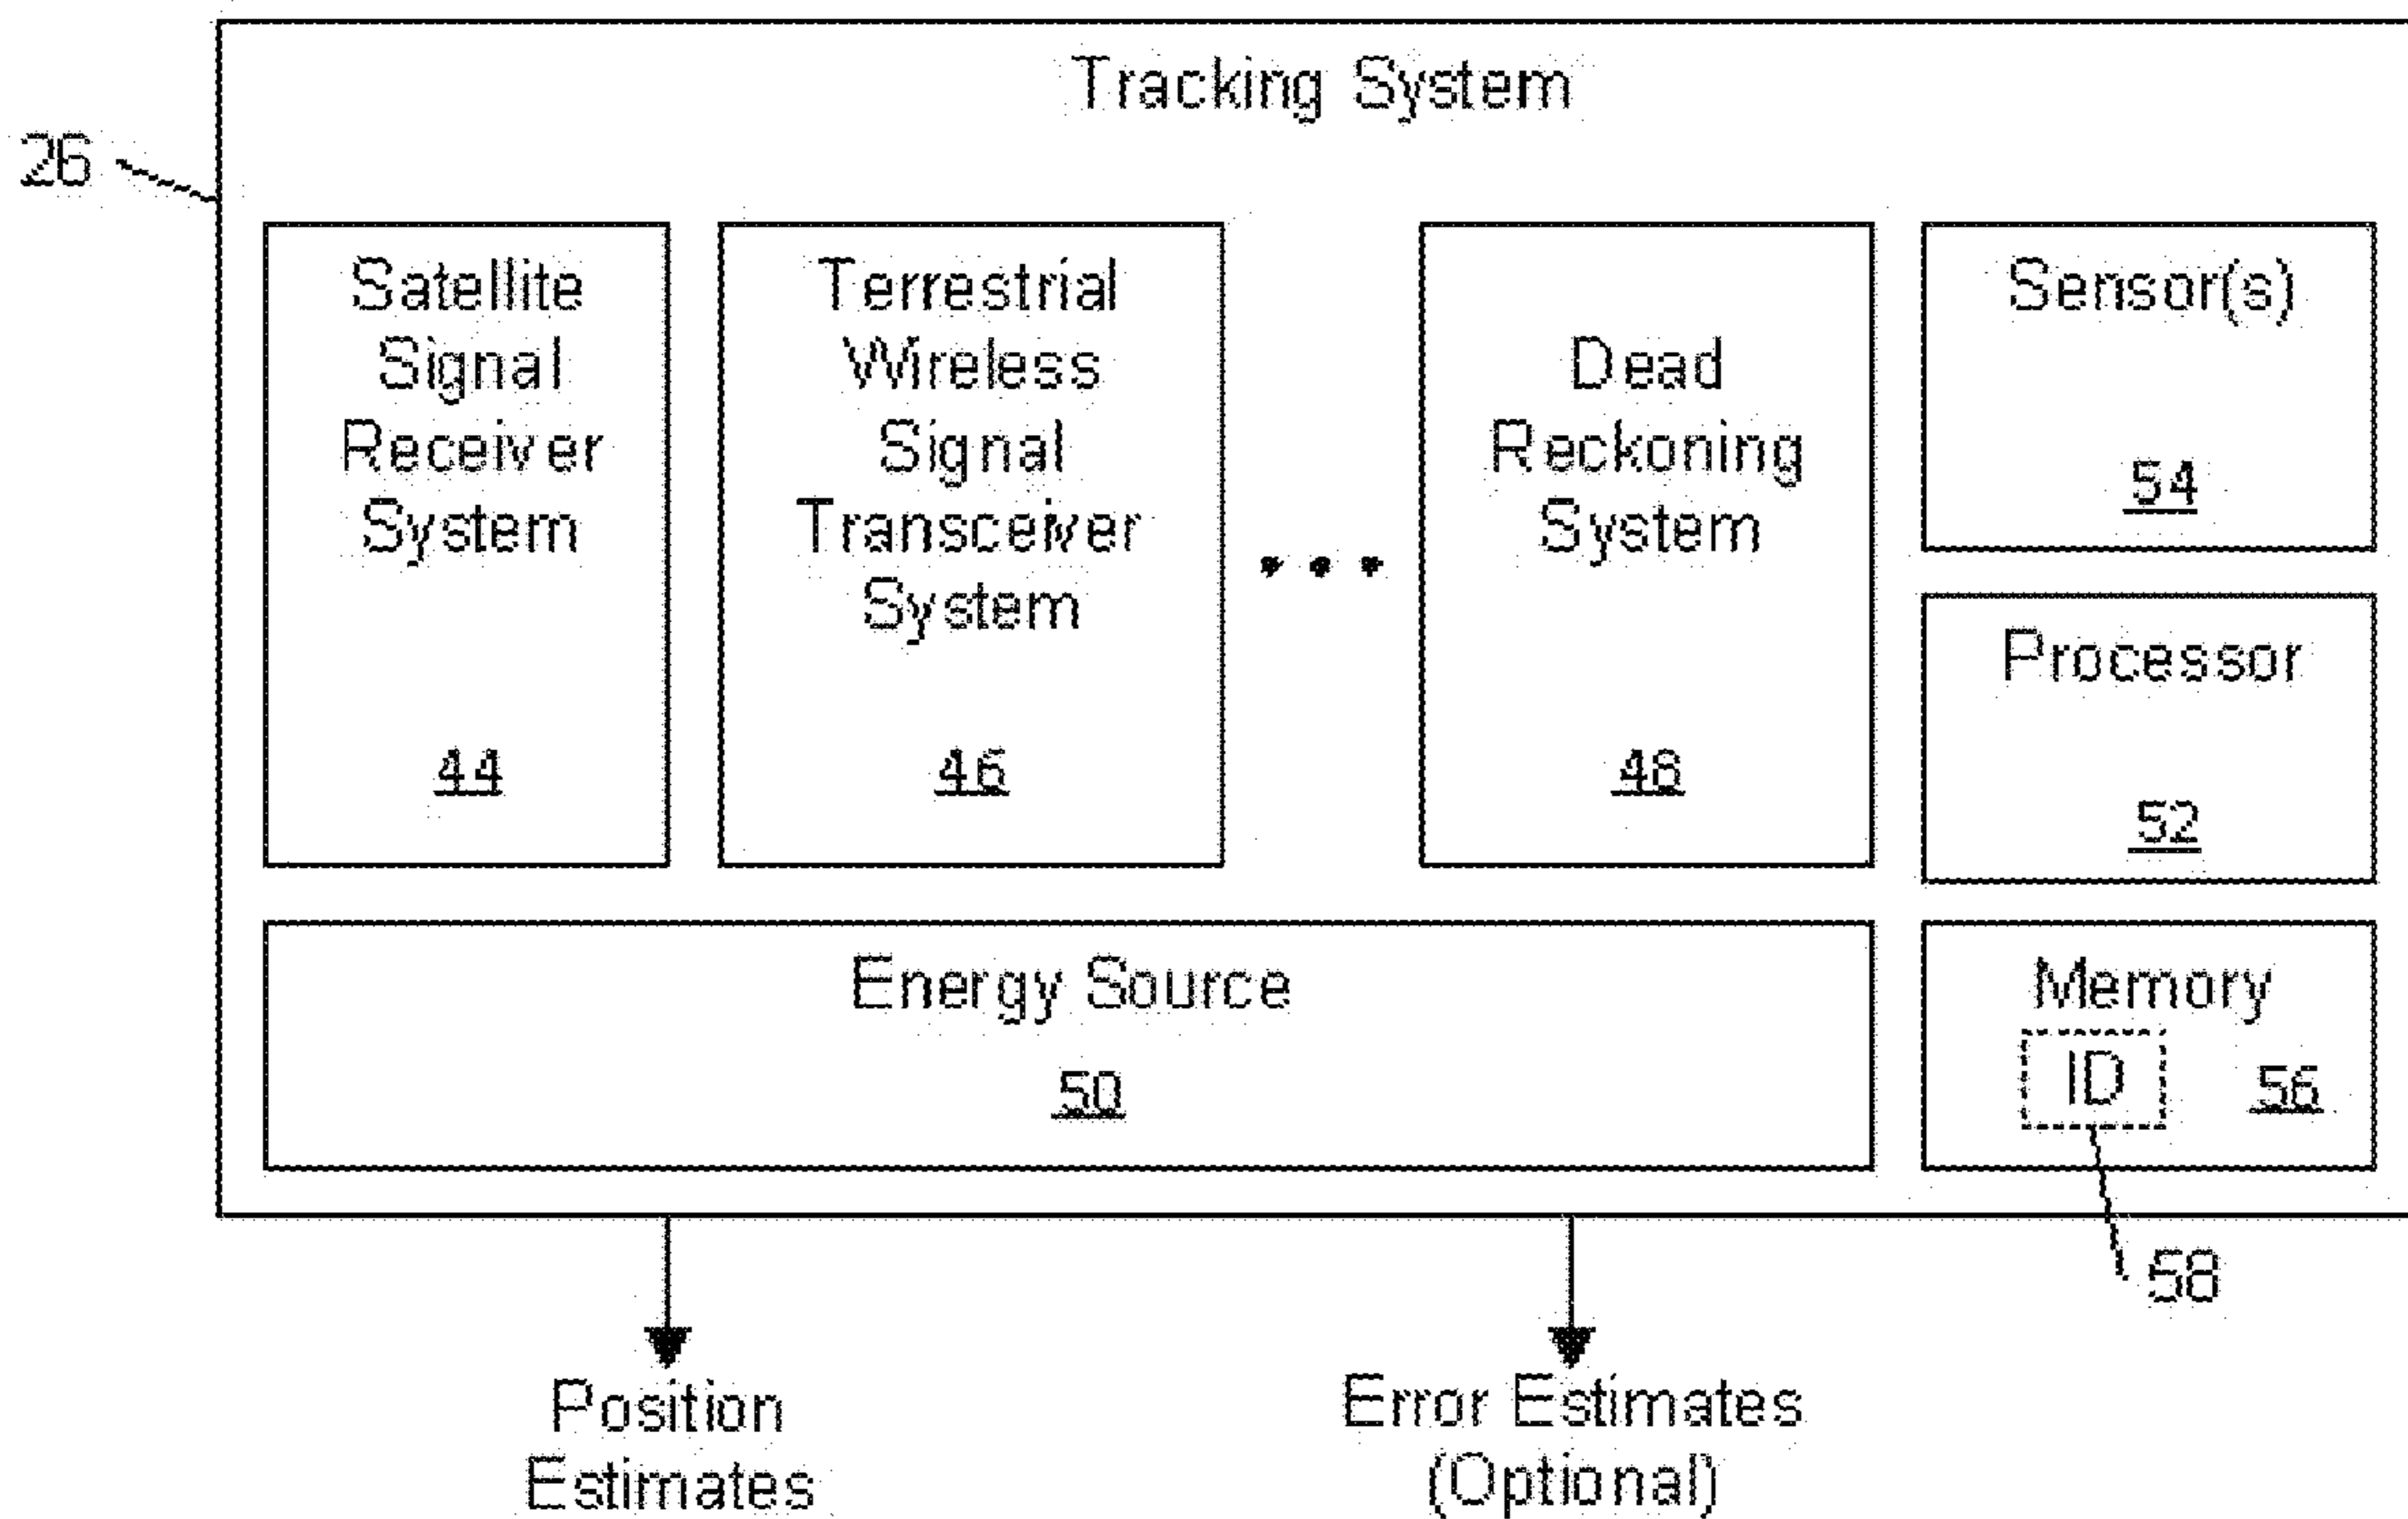 Tracking System
26
Satellite
Signal
Receiver
System
44
Terrestrial
Wireless
Signal
Transceiver
System
46
...
Dead
Reckoning
System
48
Sensor(s)
54
Processor
52
Energy Source
50
Memory
ID
56
58
Position
Estimates
Error Estimates
(Optional)